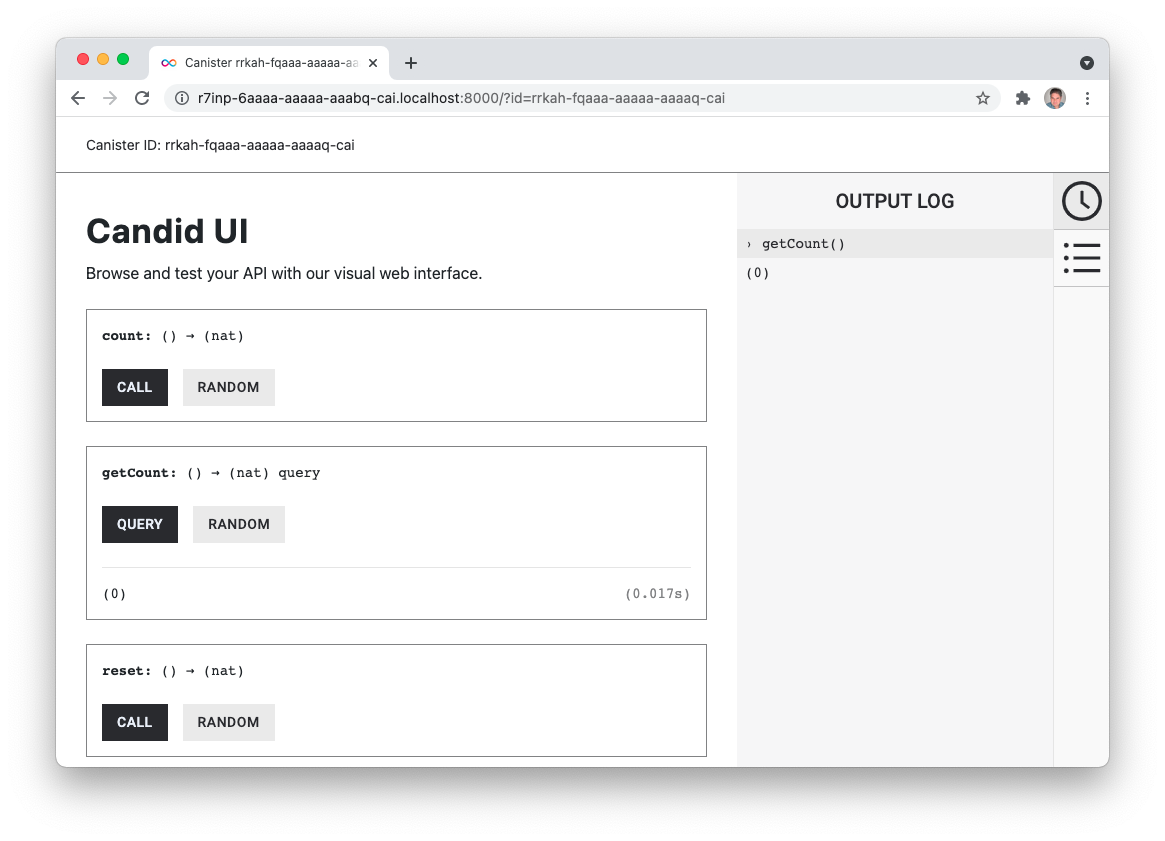 Canister rrkah-fqaaa-aaaaa-aa
r7inp-6aaaa-aaaaa-aaabq-cai.localhost:8000/?id=rrkah-fqaaa-aaaaa-aaaaq-cai
Canister ID: rrkah-fqaaa-aaaaa-aaaaq-cai
Candid UI
Browse and test your API with our visual web interface.
count: () → (nat)
CALL RANDOM
getCount: () → (nat) query
QUERY RANDOM
(0) (0.017s)
reset: () → (nat)
CALL RANDOM
OUTPUT LOG
› getCount()
(0)